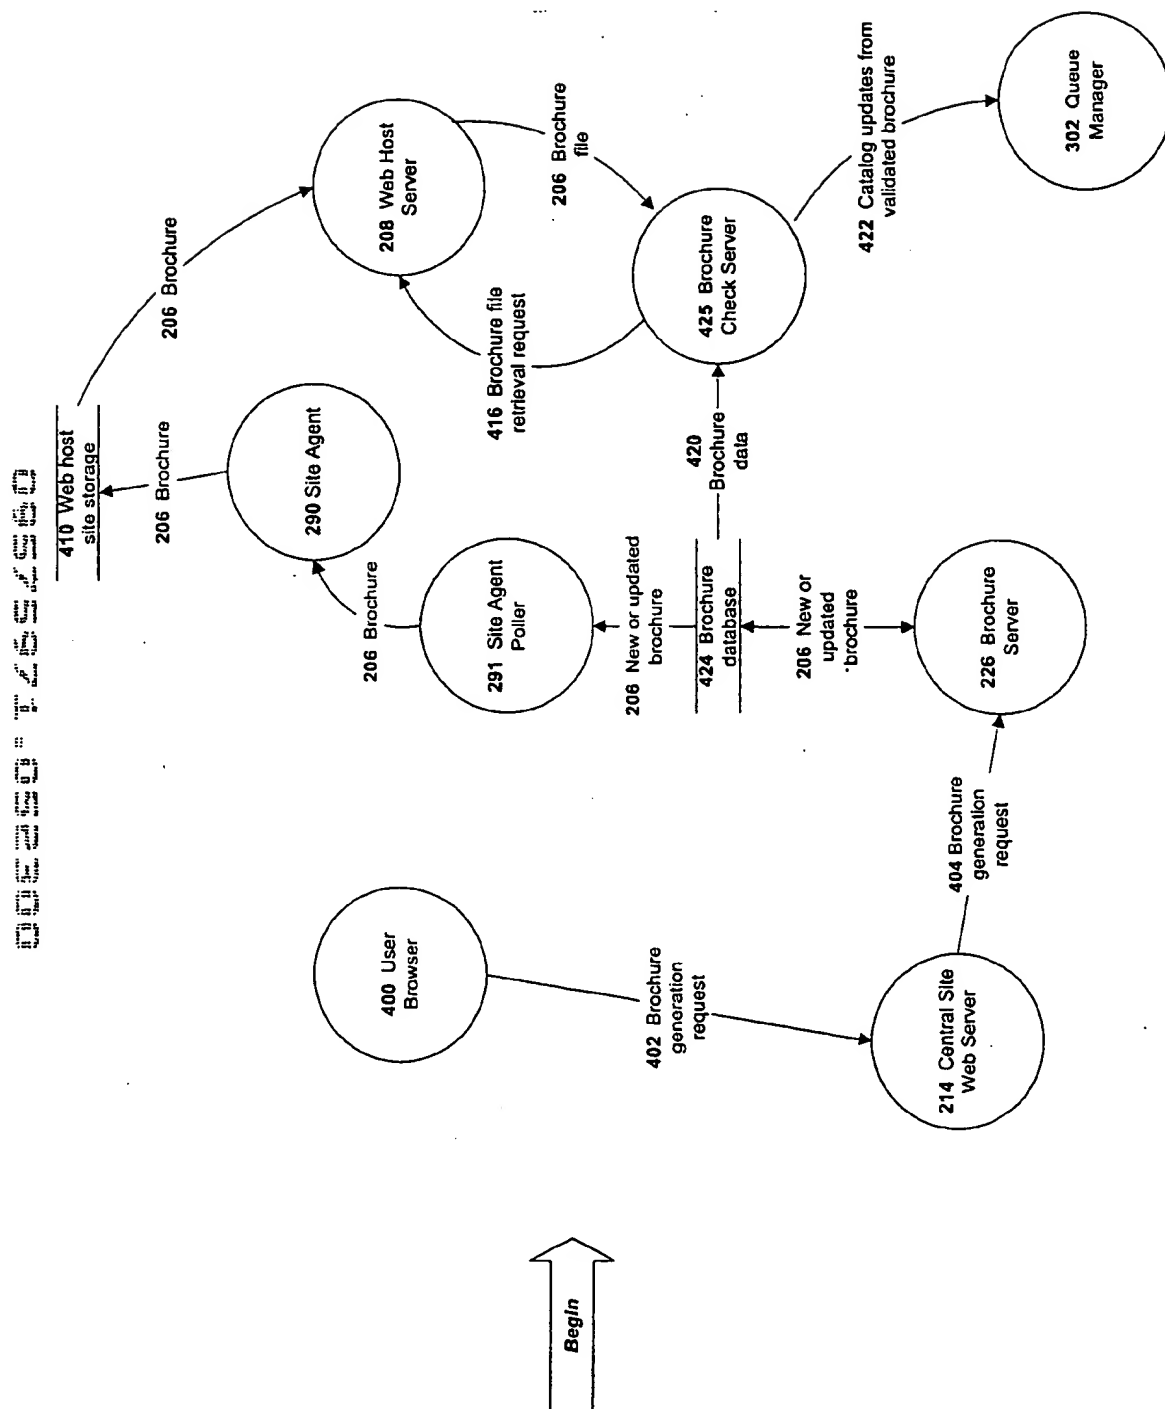 Begin
400 User
Browser
402 Brochure
generation
request
214 Central Site
Web Server
404 Brochure
generation
request
226 Brochure
Server
206 New or
updated
brochure
424 Brochure
database
206 New or updated
brochure
291 Site Agent
Poller
206 Brochure
290 Site Agent
206 Brochure
410 Web host
site storage
206 Brochure
208 Web Host
Server
206 Brochure
file
416 Brochure file
retrieval request
420
Brochure
data
425 Brochure
Check Server
422 Catalog updates from
validated brochure
302 Queue
Manager